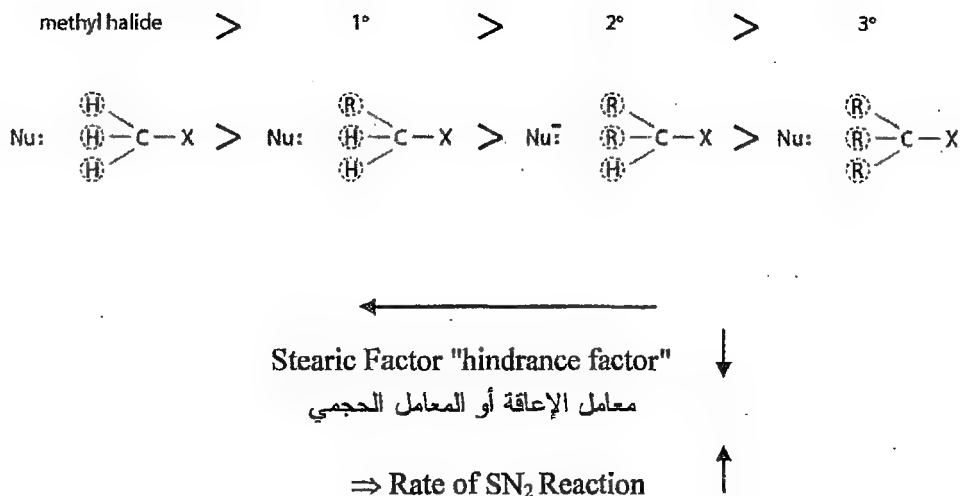 methyl halide > 1° > 2° > 3°
H R R R
Nu: H—C—X > Nu: H—C—X > Nu:⁻ R—C—X > Nu: R—C—X
H H H R
Stearic Factor "hindrance factor" ↓
معامل الإعاقة أو المعامل الحجمي
⇒ Rate of SN₂ Reaction ↑